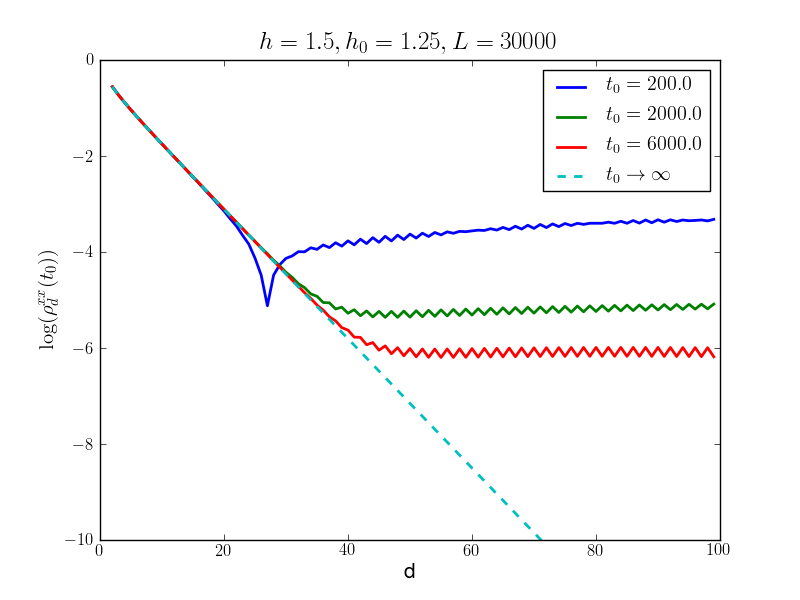 h = 1.5, h₀ = 1.25, L = 30000
log(ρ_d^{xx}(t₀))
0
−2
−4
−6
−8
−10
t₀ = 200.0
t₀ = 2000.0
t₀ = 6000.0
t₀ → ∞
0
20
40
60
80
100
d